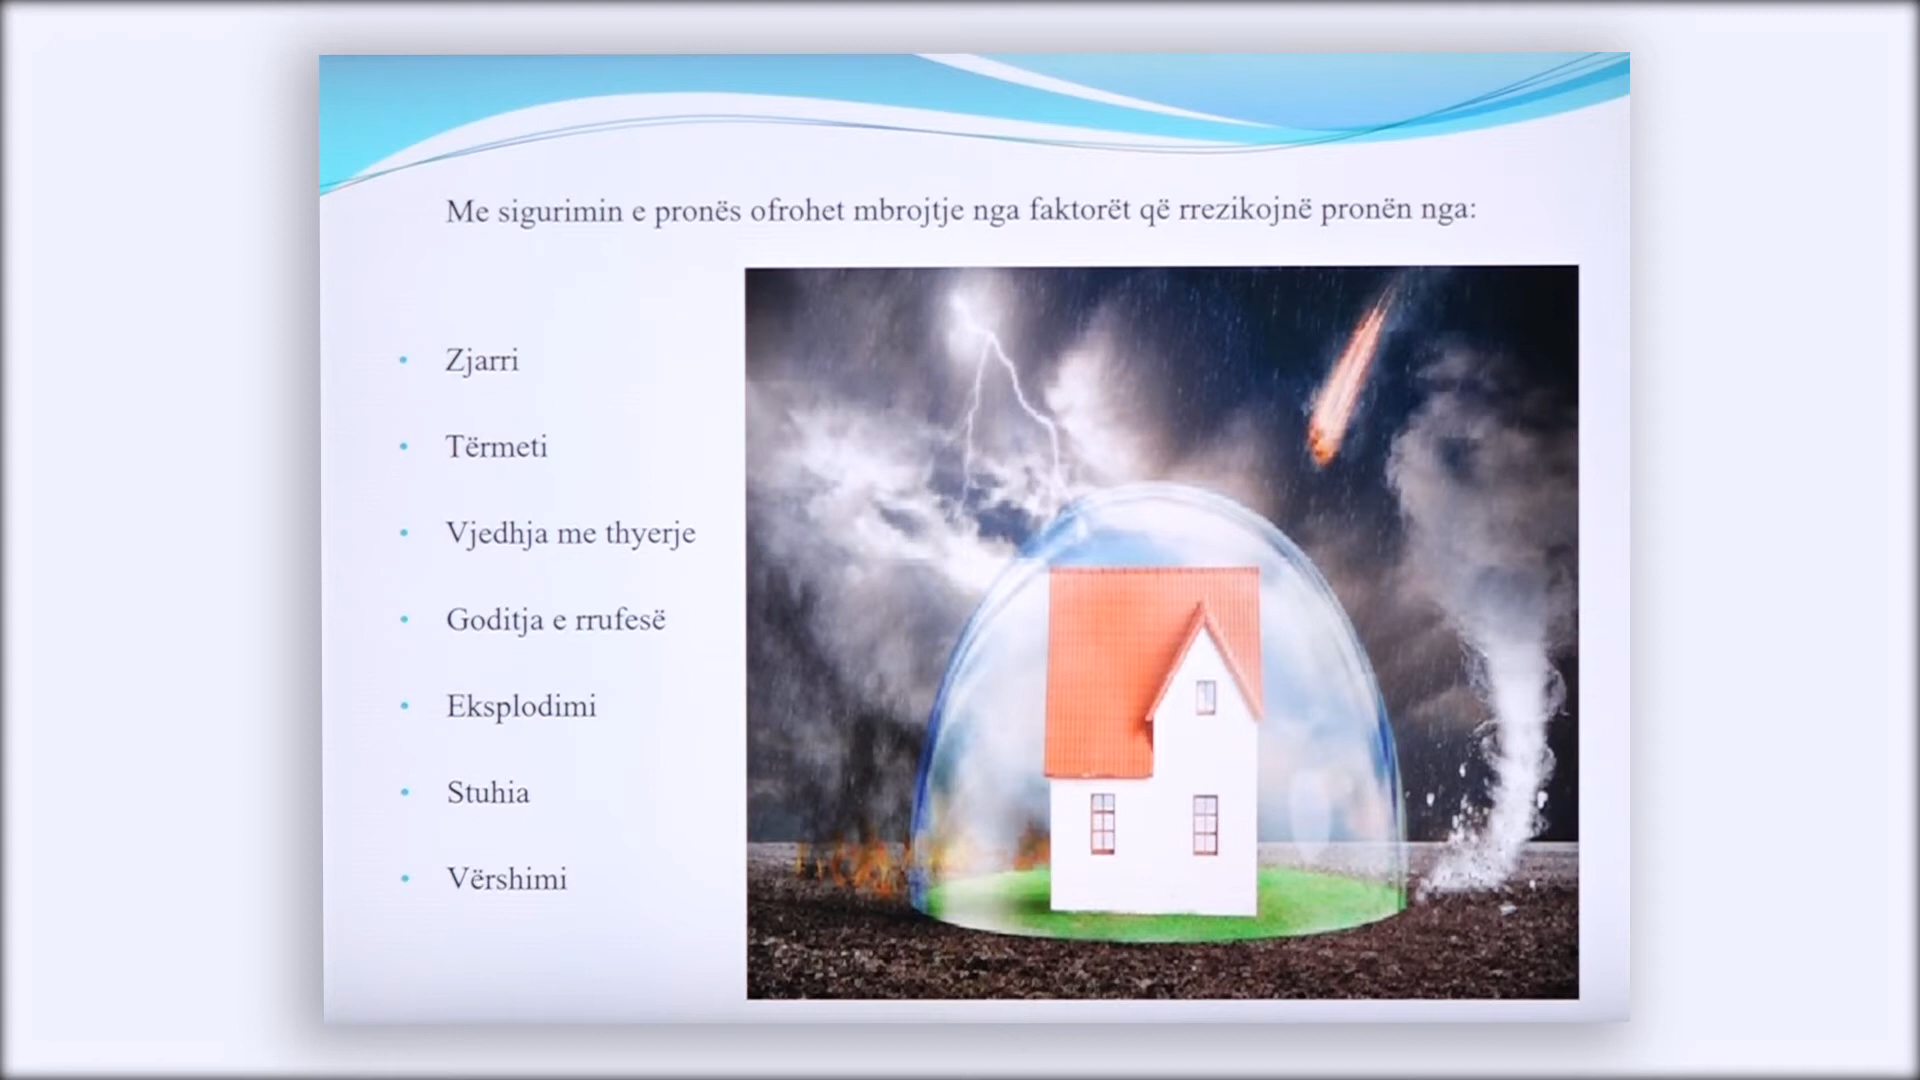 Me sigurimin e pronës ofrohet mbrojtje nga faktorët që rrezikojnë pronën nga:
• Zjarri
• Tërmeti
• Vjedhja me thyerje
• Goditja e rrufesë
• Eksplodimi
• Stuhia
• Vërshimi